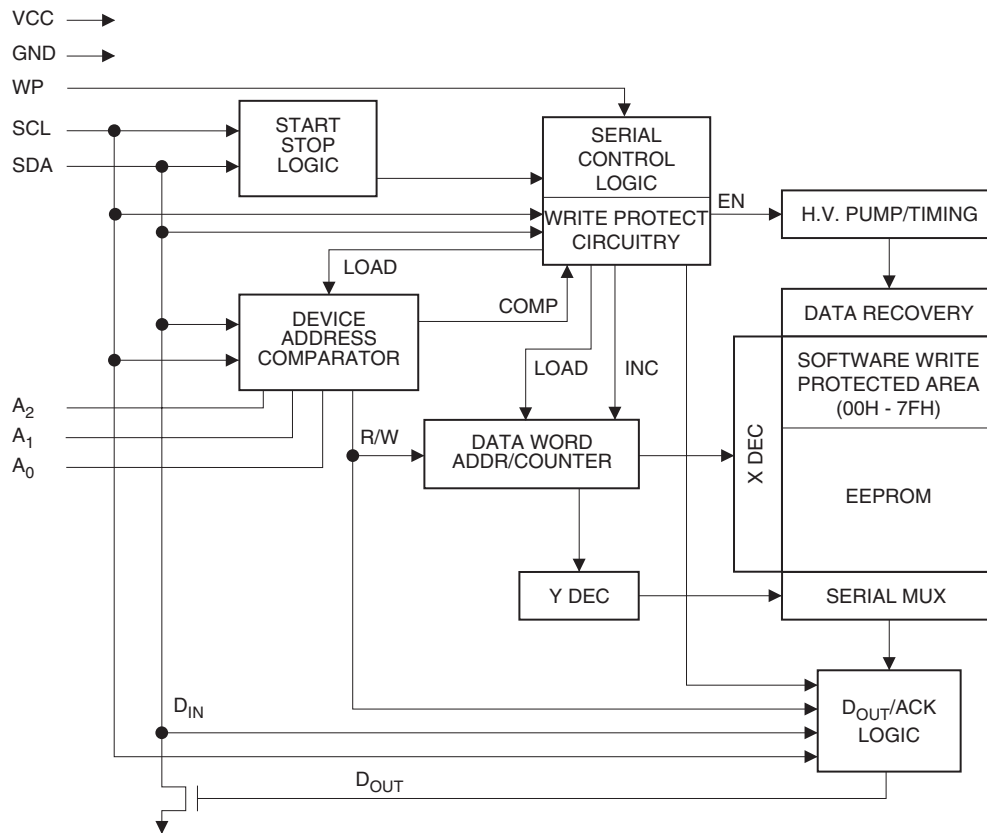 VCC
GND
WP
SCL
SDA
START
STOP
LOGIC
SERIAL
CONTROL
LOGIC
WRITE PROTECT
CIRCUITRY
EN
H.V. PUMP/TIMING
LOAD
COMP
DEVICE
ADDRESS
COMPARATOR
LOAD
INC
DATA RECOVERY
SOFTWARE WRITE
PROTECTED AREA
(00H - 7FH)
X DEC
EEPROM
A2
A1
A0
R/W
DATA WORD
ADDR/COUNTER
Y DEC
SERIAL MUX
DIN
DOUT/ACK
LOGIC
DOUT